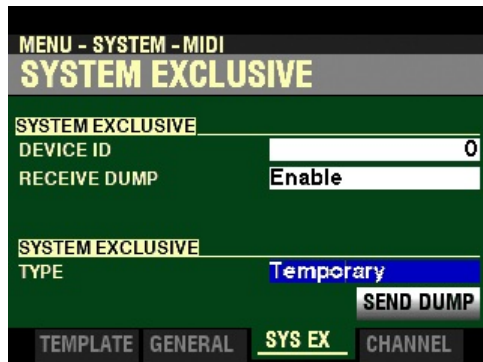 MENU - SYSTEM - MIDI
SYSTEM EXCLUSIVE
SYSTEM EXCLUSIVE
DEVICE ID 0
RECEIVE DUMP Enable
SYSTEM EXCLUSIVE
TYPE Temporary
SEND DUMP
TEMPLATE GENERAL SYS EX CHANNEL